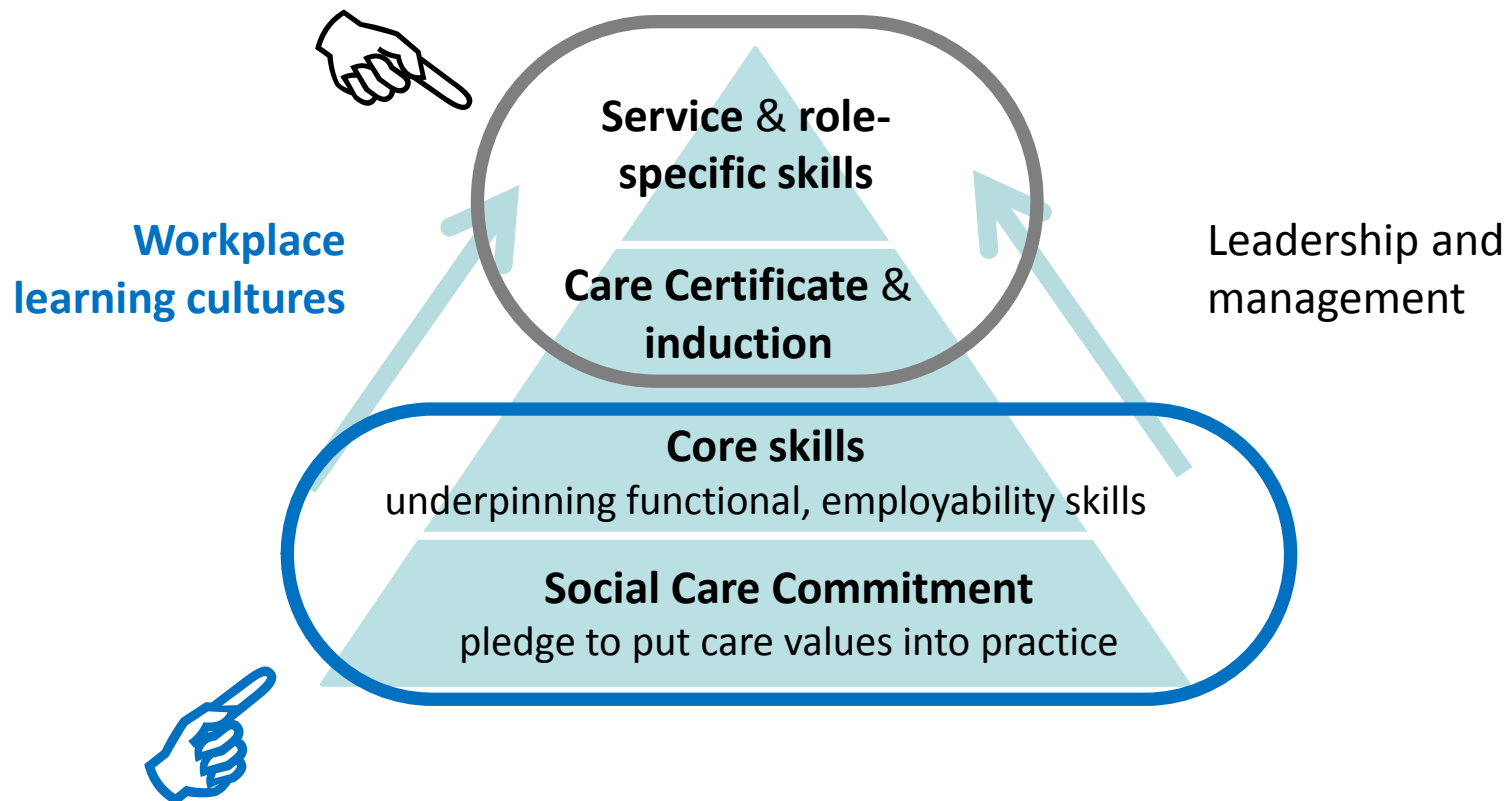 Service & role-
specific skills
Workplace
learning cultures
Leadership and
management
Care Certificate &
induction
Core skills
underpinning functional, employability skills
Social Care Commitment
pledge to put care values into practice